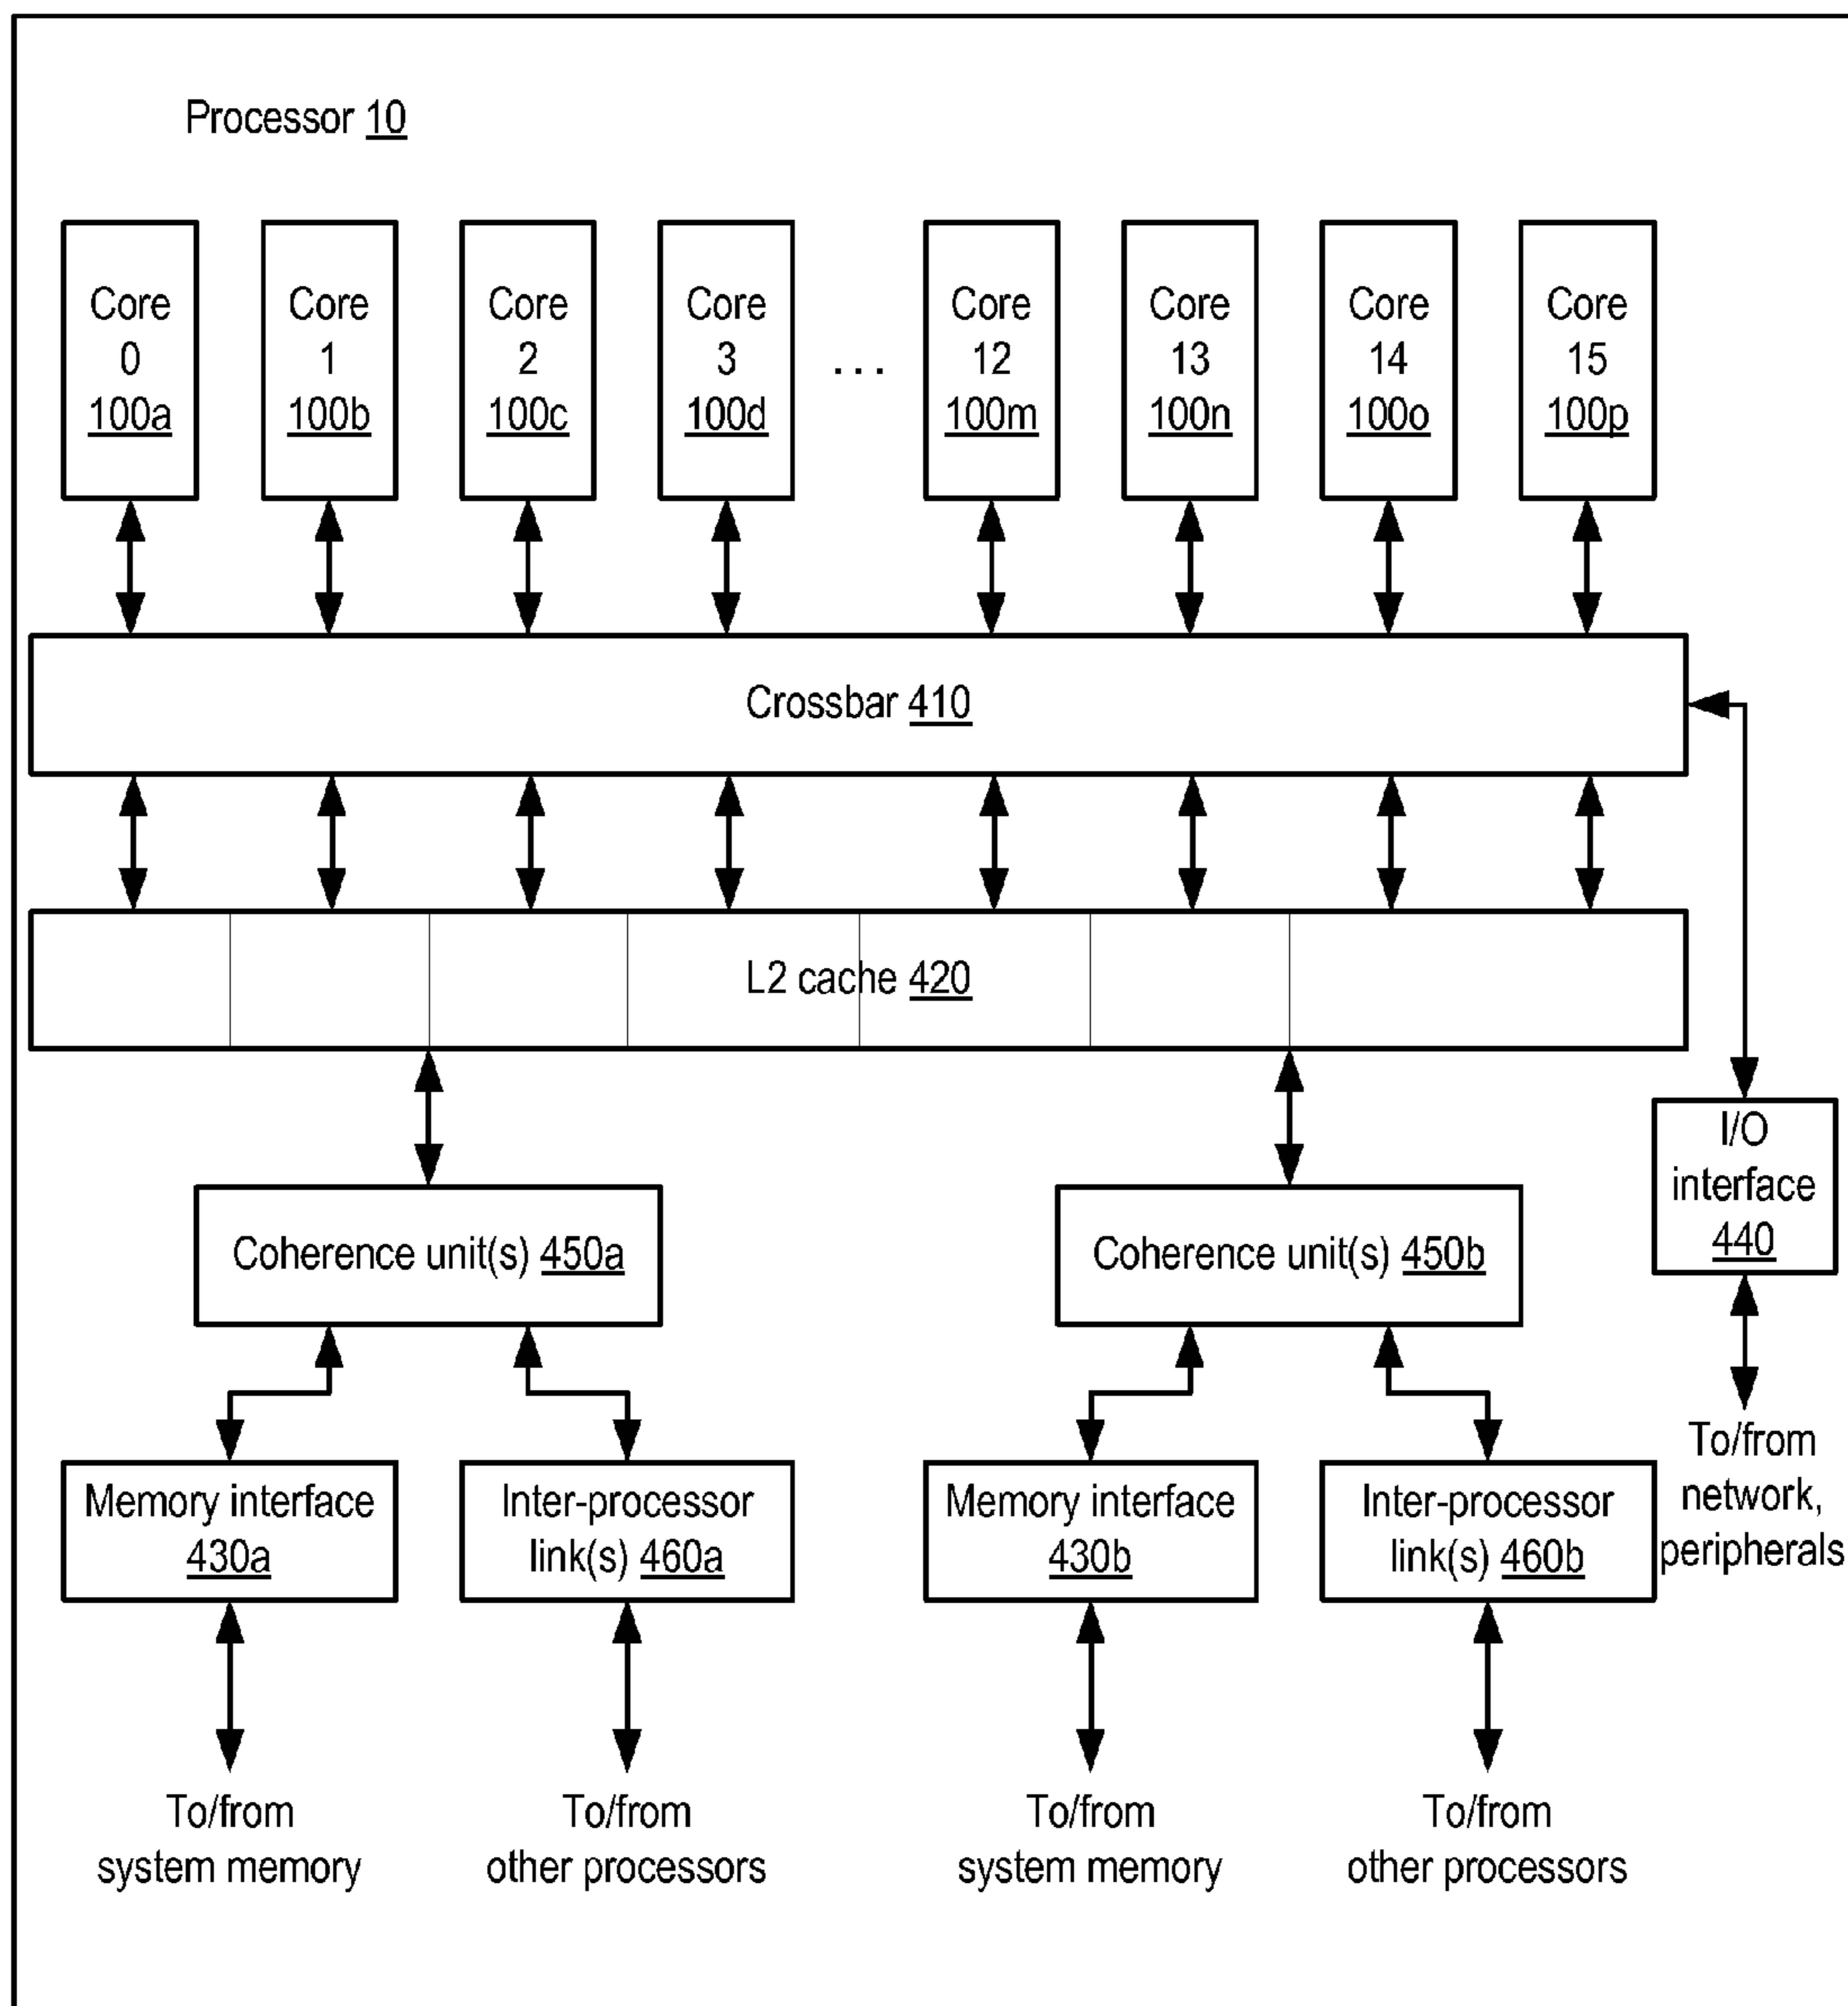 Processor 10
Core
0
100a
Core
1
100b
Core
2
100c
Core
3
100d
...
Core
12
100m
Core
13
100n
Core
14
100o
Core
15
100p
Crossbar 410
L2 cache 420
Coherence unit(s) 450a
Coherence unit(s) 450b
I/O
interface
440
To/from
network,
peripherals
Memory interface
430a
Inter-processor
link(s) 460a
Memory interface
430b
Inter-processor
link(s) 460b
To/from
system memory
To/from
other processors
To/from
system memory
To/from
other processors